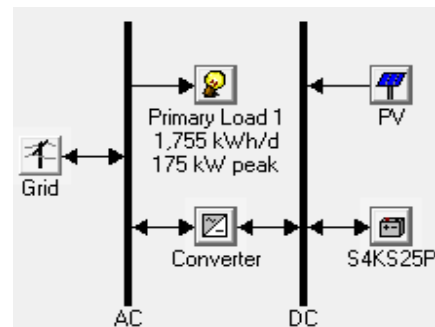 Primary Load 1
1,755 kWh/d
175 kW peak
PV
Grid
Converter
S4KS25P
AC
DC